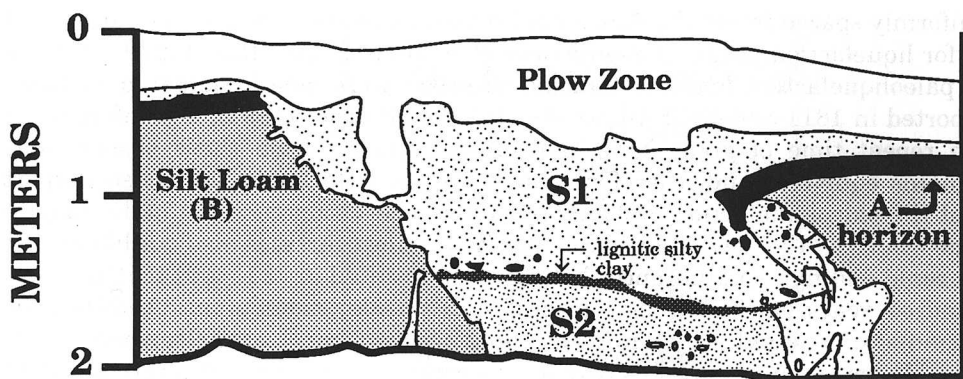 0
Plow Zone
METERS
Silt Loam
(B)
1
S1
A
horizon
lignitic silty
clay
S2
2